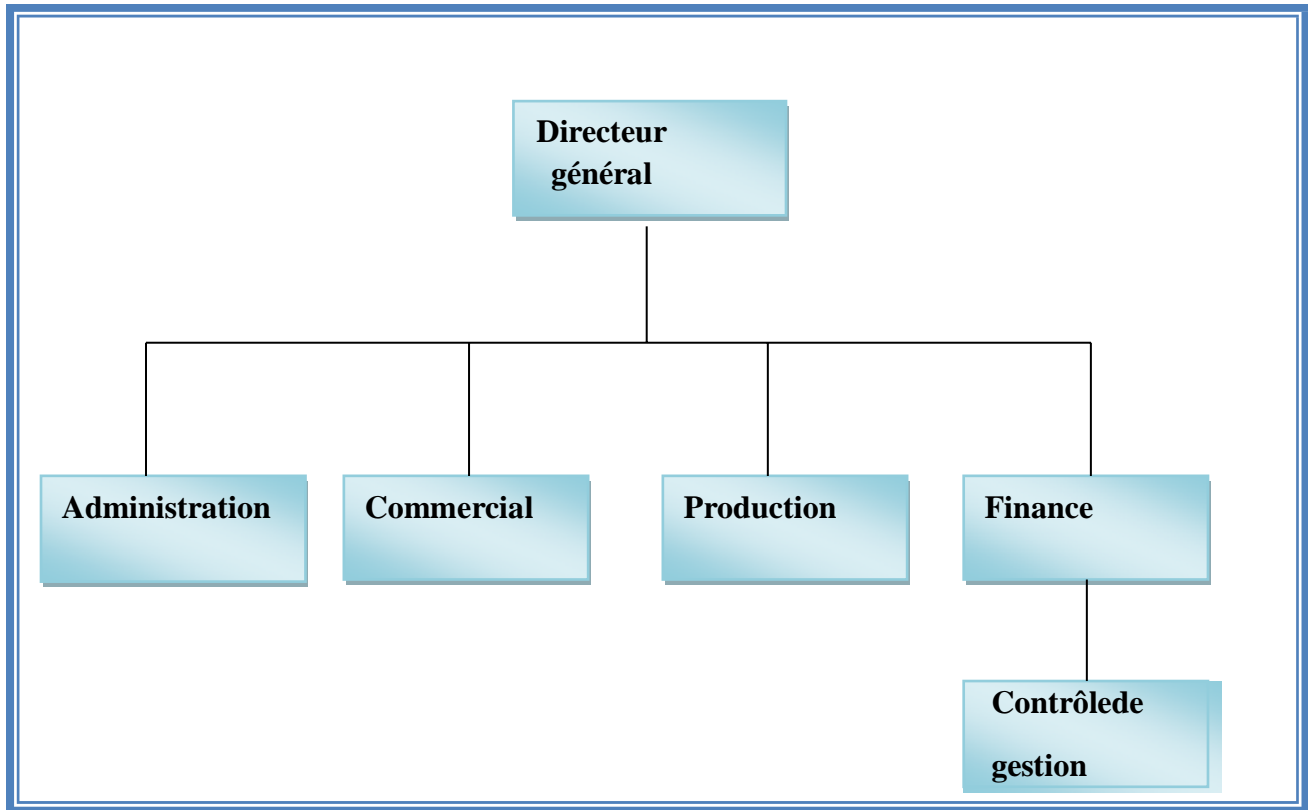 Directeur
général
Administration
Commercial
Production
Finance
Contrôlede
gestion